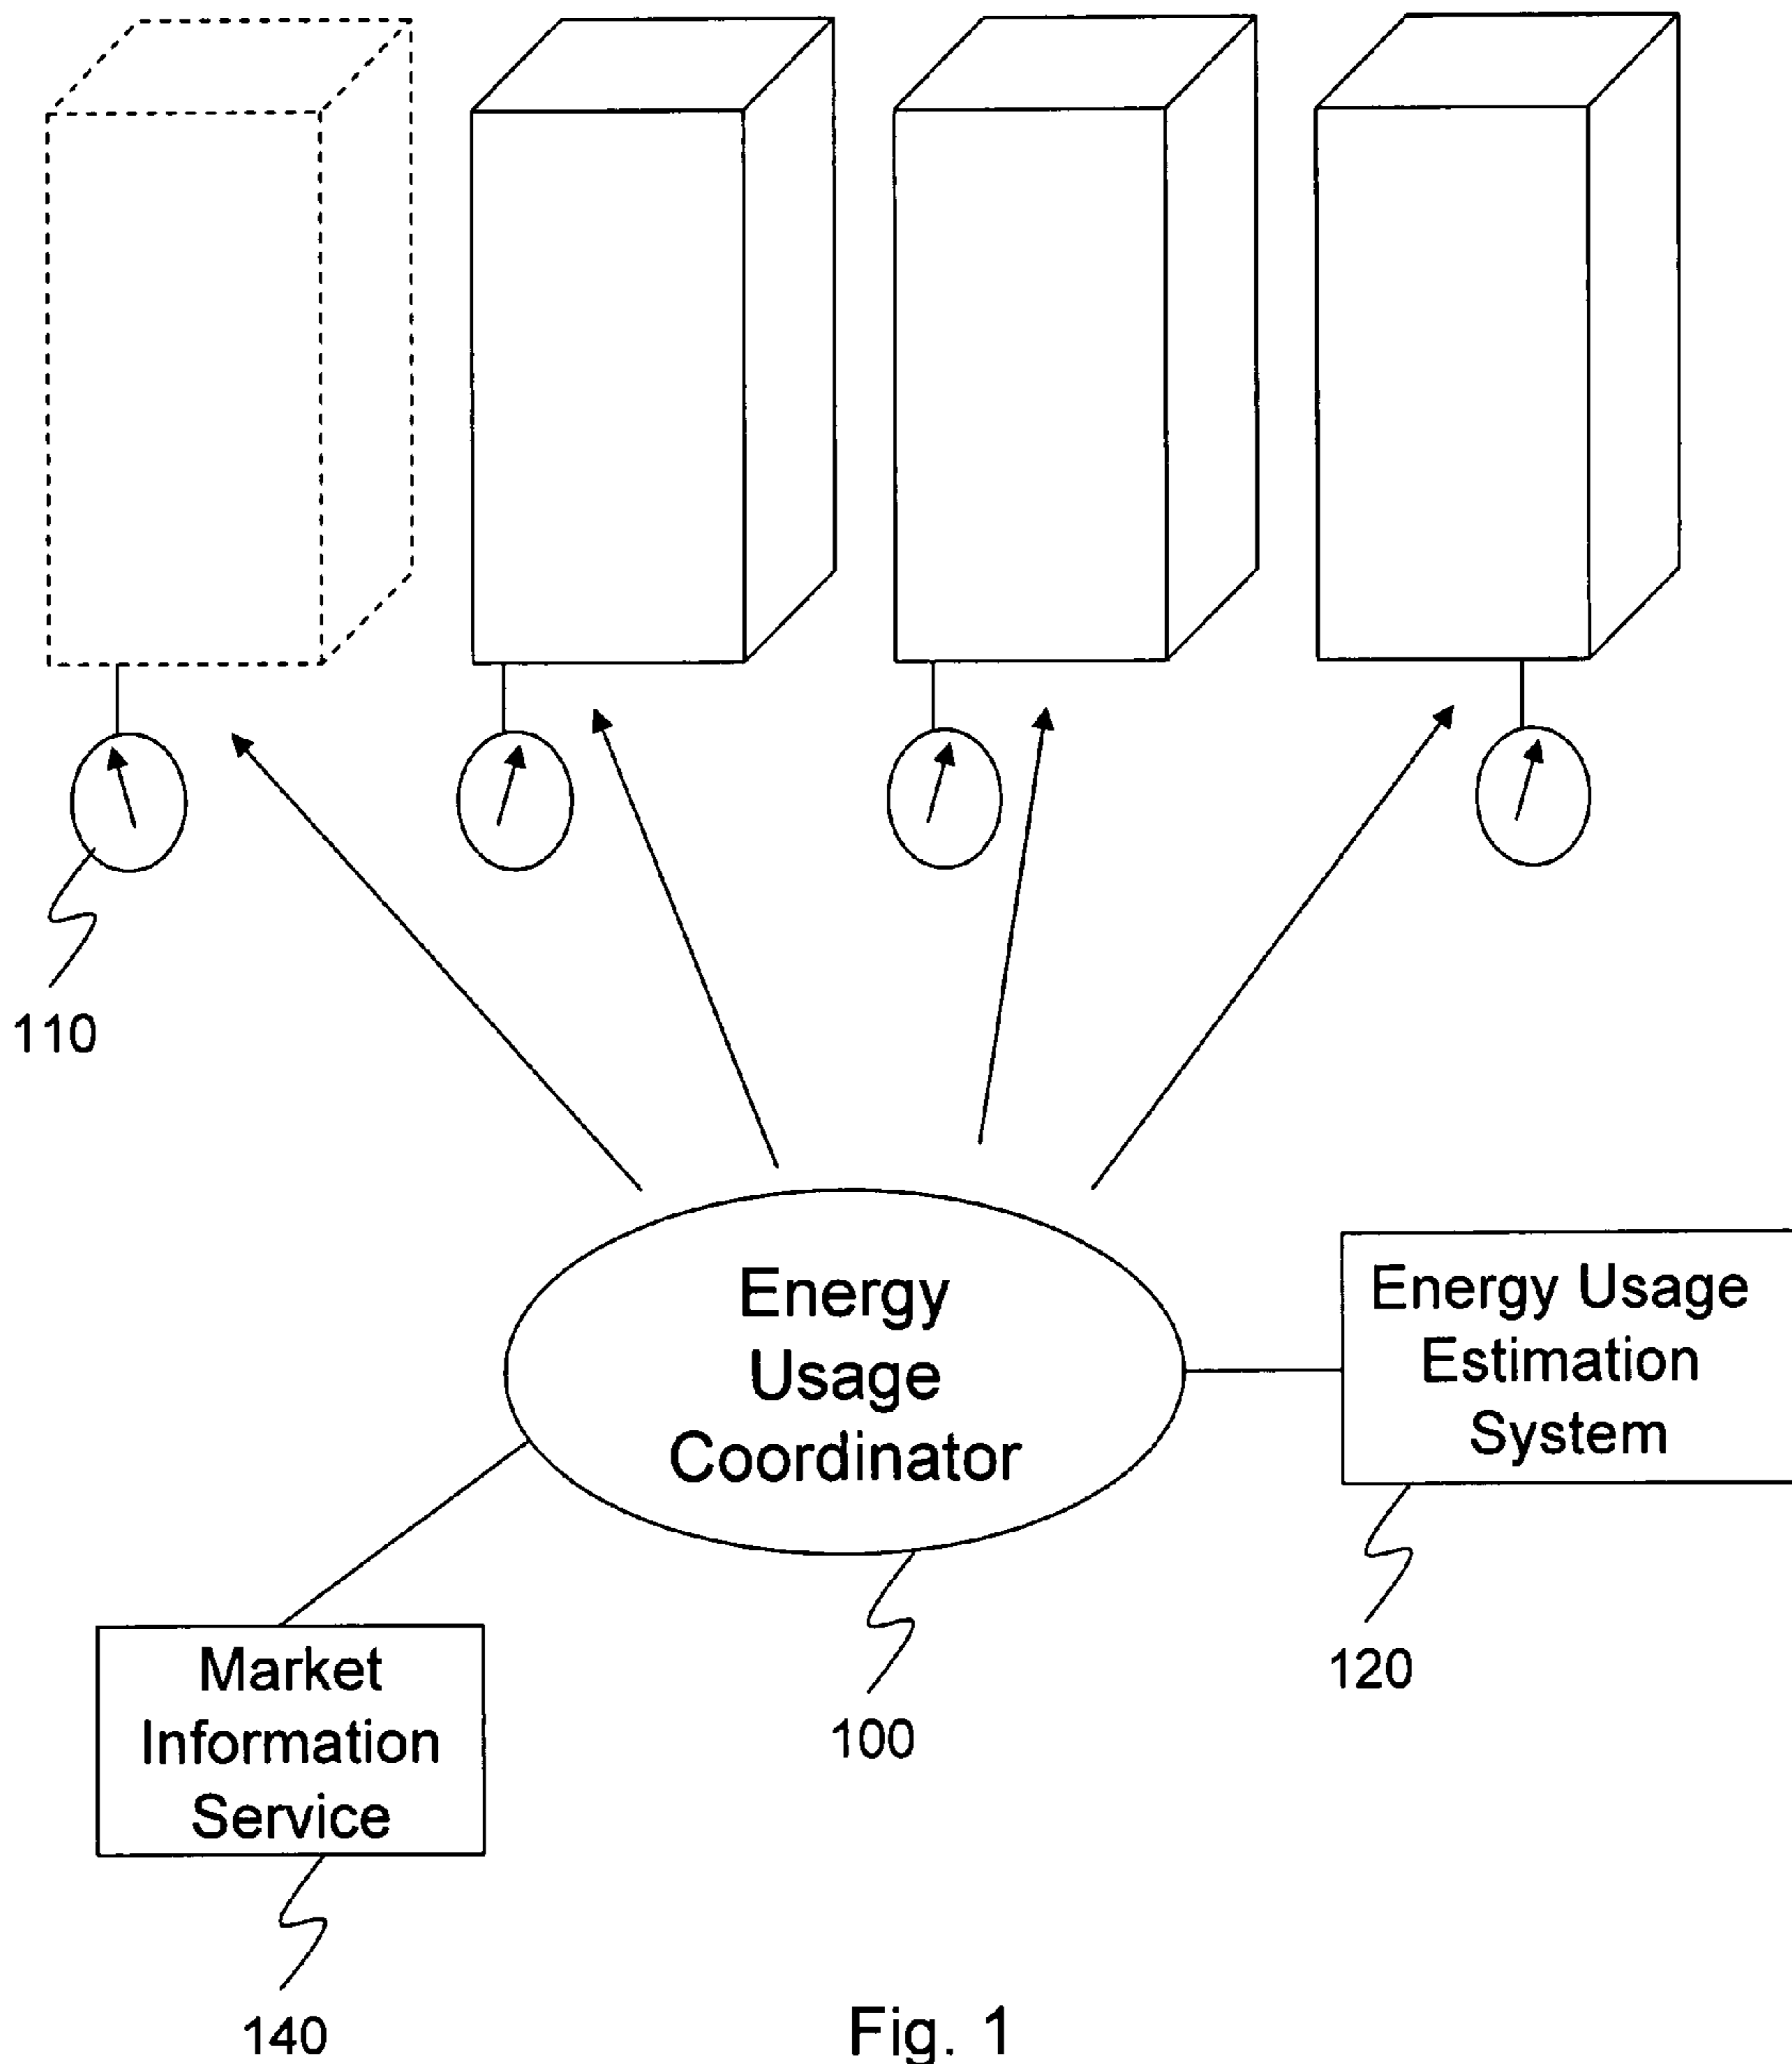 110
Energy
Usage
Coordinator
Energy Usage
Estimation
System
120
100
Market
Information
Service
140
Fig. 1